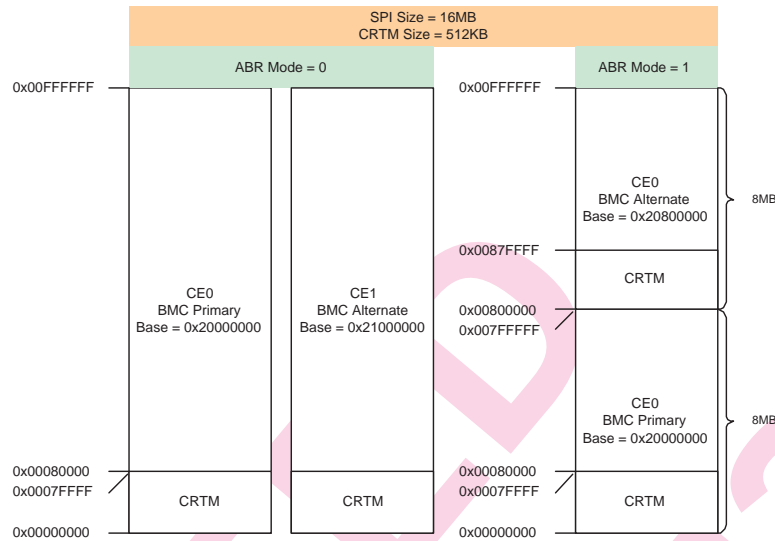 SPI Size = 16MB
CRTM Size = 512KB
ABR Mode = 0
ABR Mode = 1
0x00FFFFFF
0x00FFFFFF
CE0
BMC Alternate
Base = 0x20800000
8MB
0x0087FFFF
CRTM
CE0
BMC Primary
Base = 0x20000000
CE1
BMC Alternate
Base = 0x21000000
0x00800000
0x007FFFFF
CE0
BMC Primary
Base = 0x20000000
8MB
0x00080000
0x0007FFFF
0x00080000
0x0007FFFF
CRTM
CRTM
CRTM
0x00000000
0x00000000